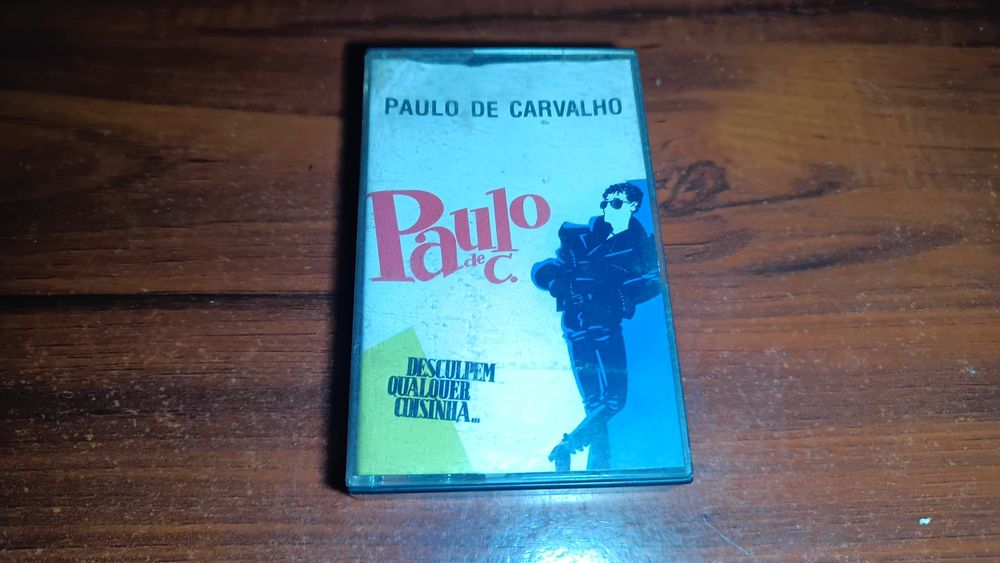 PAULO DE CARVALHO
Paulo
de C.
DESCULPEM
QUALQUER
COISINHA...